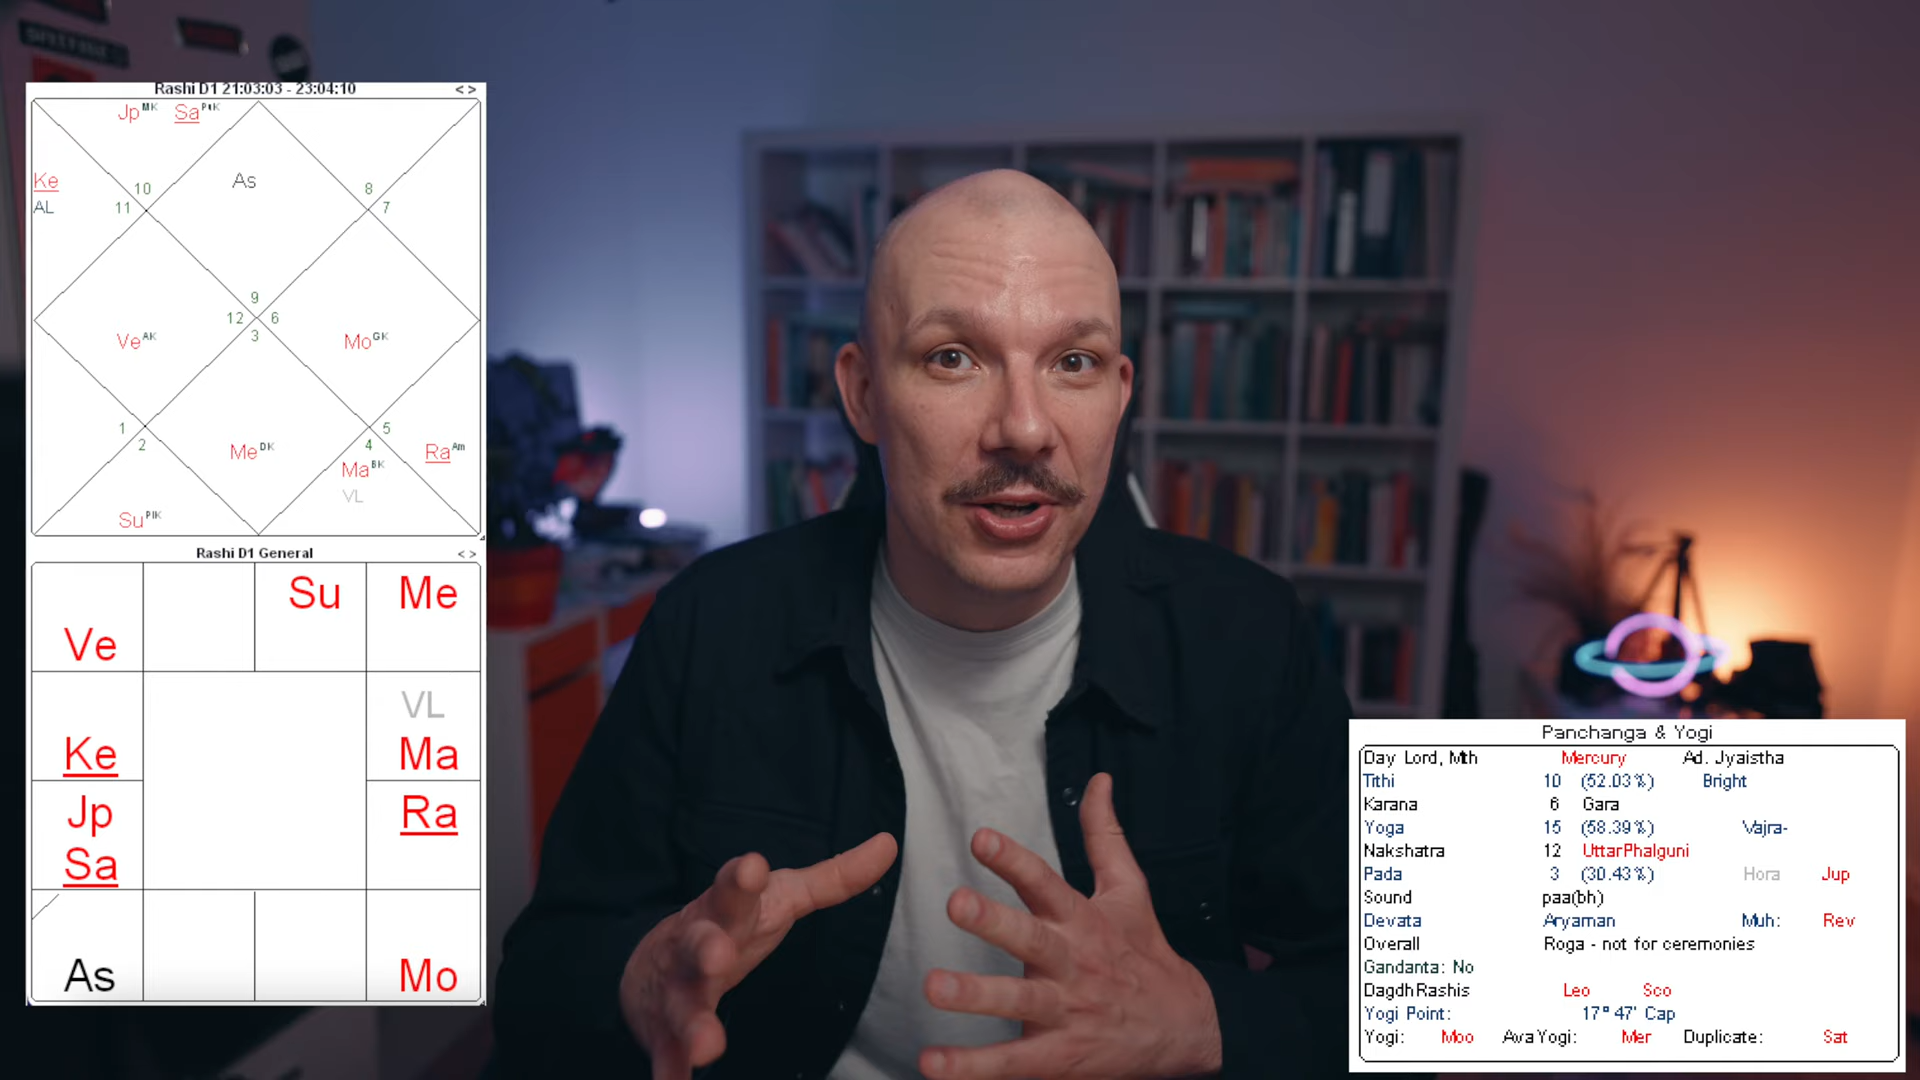 Rashi D1 21:03:03 - 23:04:10 < >
Jp MK Sa PtK
Ke
AL
10
11
As
8
7
9
12 6
3
Ve AK
Mo GK
1
2
Me DK
5
4
Ma BK
VL
Ra Am
Su PiK
Rashi D1 General < >
Su Me
Ve
VL
Ke Ma
Jp Ra
Sa
As Mo
Panchanga & Yogi
Day Lord, Mth Mercury Ad. Jyaistha
Tithi 10 (52.03%) Bright
Karana 6 Gara
Yoga 15 (58.39%) Vajra-
Nakshatra 12 UttarPhalguni
Pada 3 (30.43%) Hora Jup
Sound paa(bh)
Devata Aryaman Muh: Rev
Overall Roga - not for ceremonies
Gandanta: No
DagdhRashis Leo Sco
Yogi Point: 17° 47' Cap
Yogi: Moo AvaYogi: Mer Duplicate: Sat